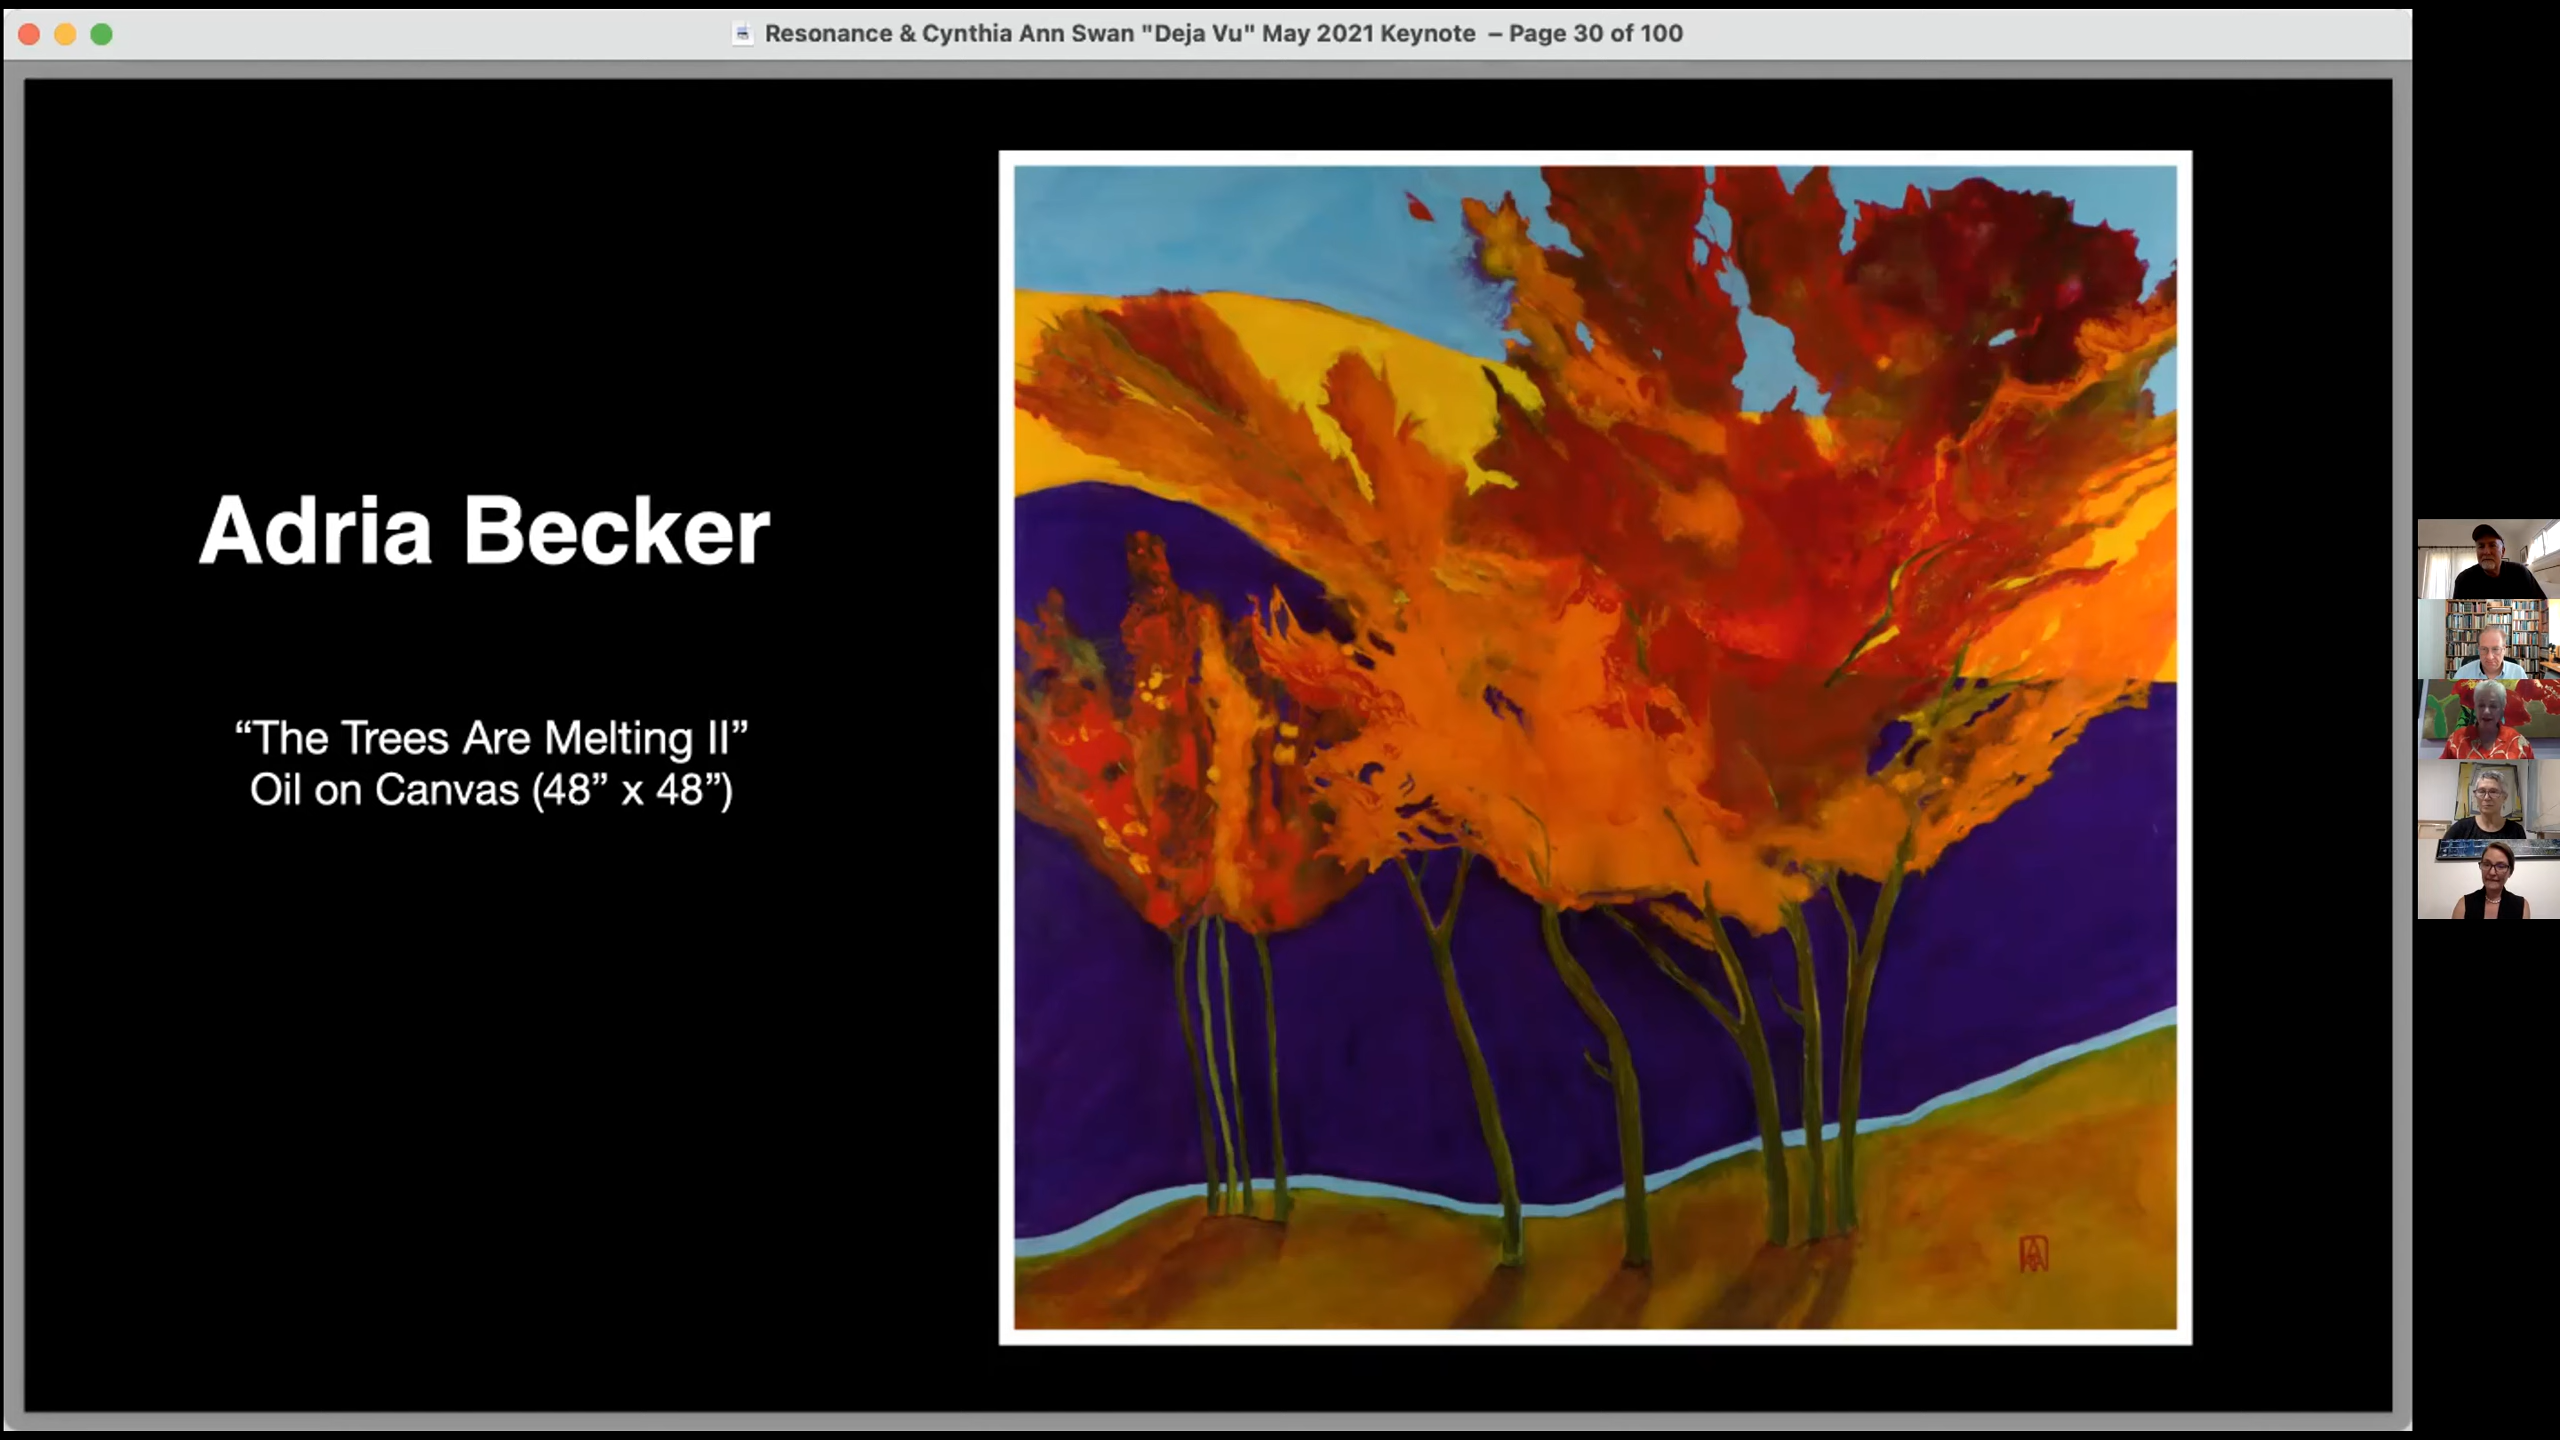 Resonance & Cynthia Ann Swan "Deja Vu" May 2021 Keynote – Page 30 of 100
Adria Becker
“The Trees Are Melting II”
Oil on Canvas (48” x 48”)